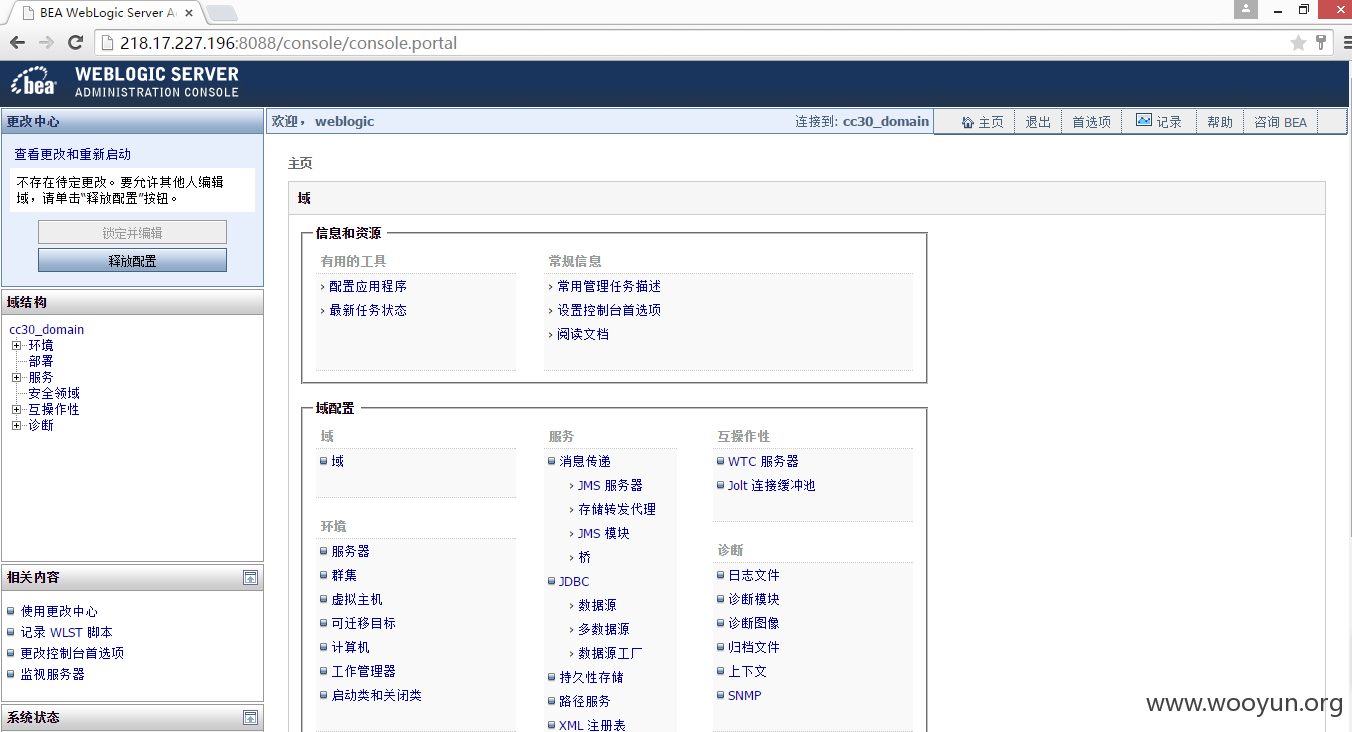 BEA WebLogic Server A
218.17.227.196:8088/console/console.portal
bea
WEBLOGIC SERVER
ADMINISTRATION CONSOLE
更改中心
查看更改和重新启动
不存在待定更改。要允许其他人编辑
域，请单击“释放配置”按钮。
锁定并编辑
释放配置
域结构
cc30_domain
环境
部署
服务
安全领域
互操作性
诊断
相关内容
使用更改中心
记录 WLST 脚本
更改控制台首选项
监视服务器
系统状态
欢迎， weblogic
连接到: cc30_domain
主页
退出
首选项
记录
帮助
咨询 BEA
主页
域
信息和资源
有用的工具
› 配置应用程序
› 最新任务状态
常规信息
› 常用管理任务描述
› 设置控制台首选项
› 阅读文档
域配置
域
域
环境
服务器
群集
虚拟主机
可迁移目标
计算机
工作管理器
启动类和关闭类
服务
消息传递
› JMS 服务器
› 存储转发代理
› JMS 模块
› 桥
JDBC
› 数据源
› 多数据源
› 数据源工厂
持久性存储
路径服务
XML 注册表
互操作性
WTC 服务器
Jolt 连接缓冲池
诊断
日志文件
诊断模块
诊断图像
归档文件
上下文
SNMP
www.wooyun.org